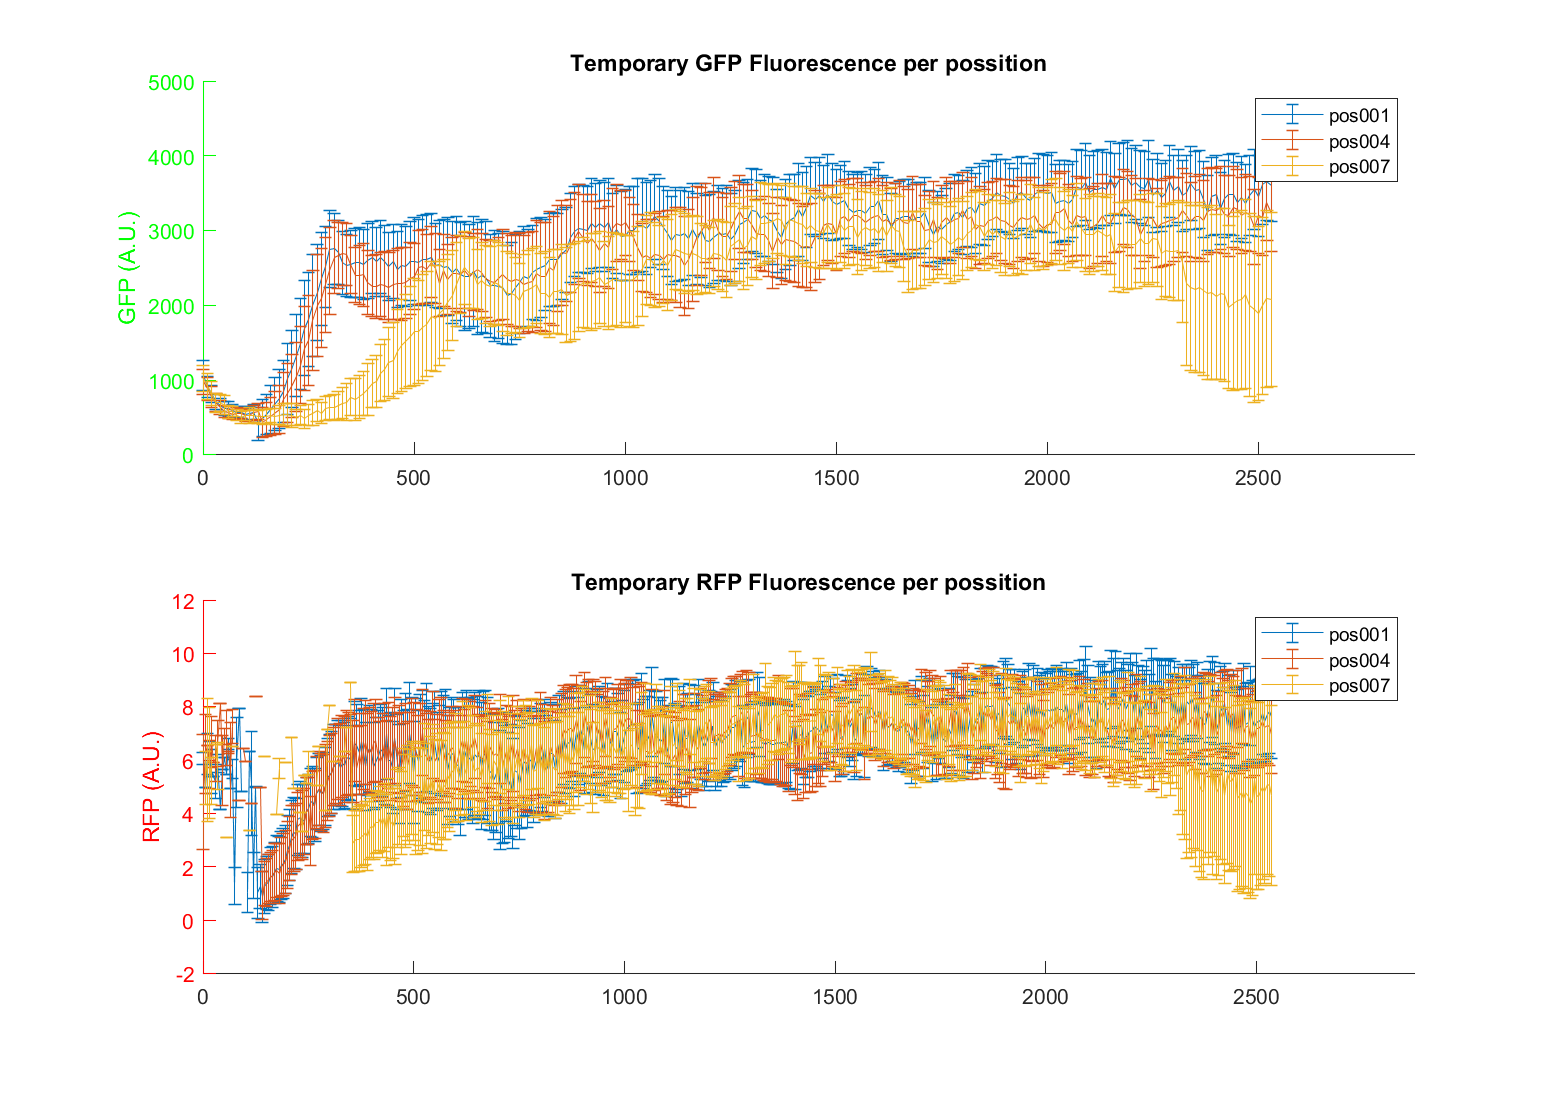 Temporary GFP Fluorescence per possition
5000
4000
3000
2000
1000
0
GFP (A.U.)
0 500 1000 1500 2000 2500
pos001
pos004
pos007
Temporary RFP Fluorescence per possition
12
10
8
6
4
2
0
-2
RFP (A.U.)
0 500 1000 1500 2000 2500
pos001
pos004
pos007